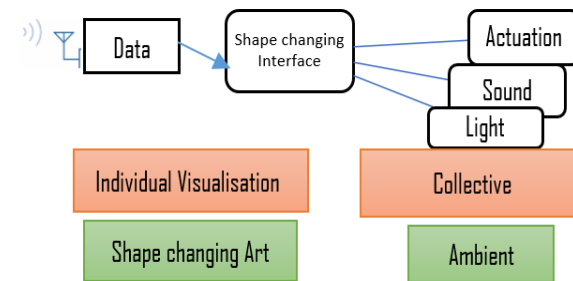 Data
Shape changing
Interface
Actuation
Sound
Light
Individual Visualisation
Collective
Shape changing Art
Ambient